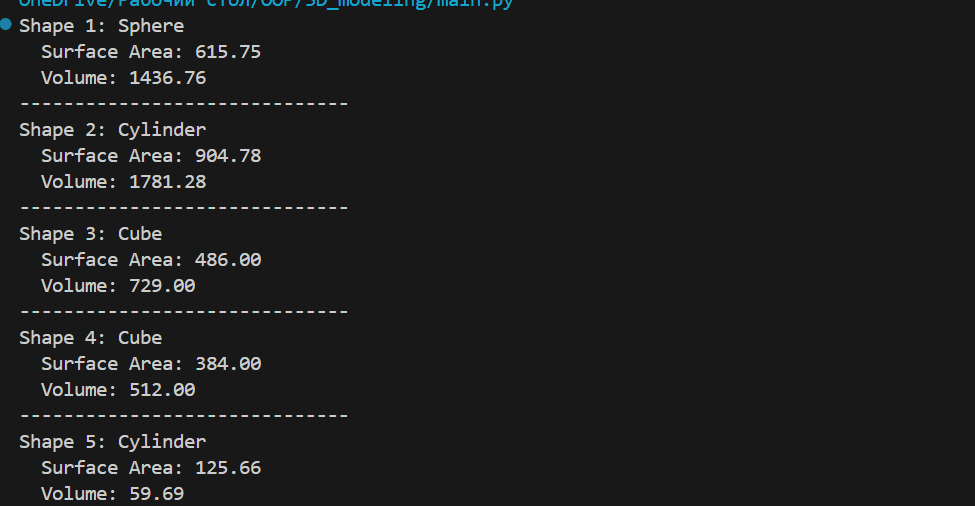 OneDrive/Рабочий стол/OOP/3D_modeling/main.py
Shape 1: Sphere
  Surface Area: 615.75
  Volume: 1436.76
------------------------------
Shape 2: Cylinder
  Surface Area: 904.78
  Volume: 1781.28
------------------------------
Shape 3: Cube
  Surface Area: 486.00
  Volume: 729.00
------------------------------
Shape 4: Cube
  Surface Area: 384.00
  Volume: 512.00
------------------------------
Shape 5: Cylinder
  Surface Area: 125.66
  Volume: 59.69